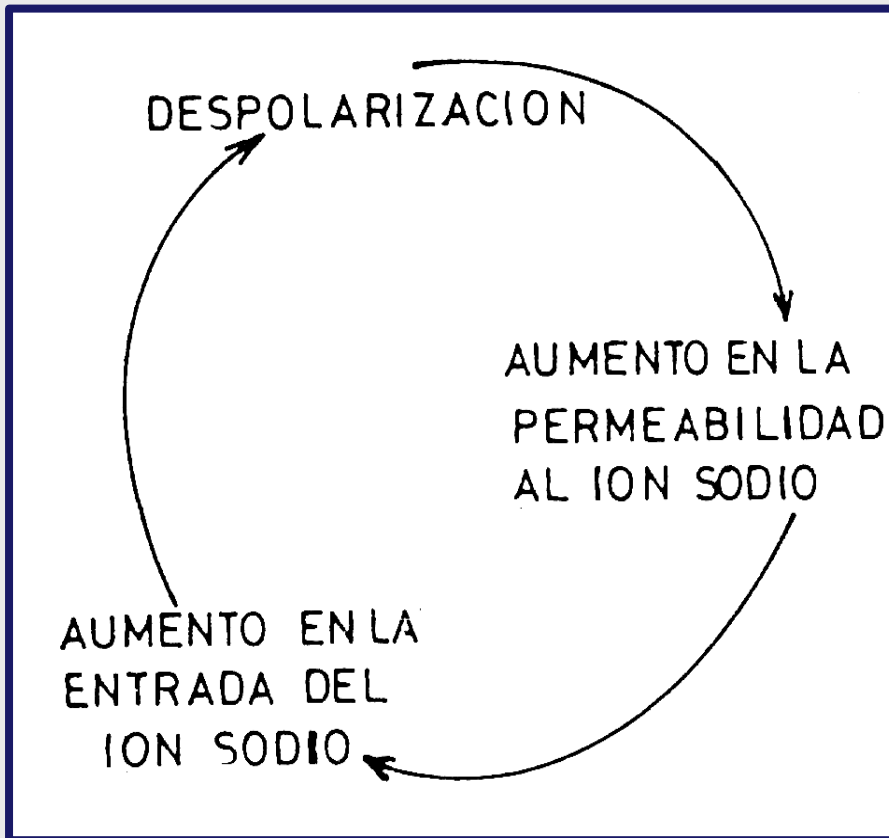 DESPOLARIZACION
AUMENTO EN LA
PERMEABILIDAD
AL ION SODIO
AUMENTO EN LA
ENTRADA DEL
ION SODIO